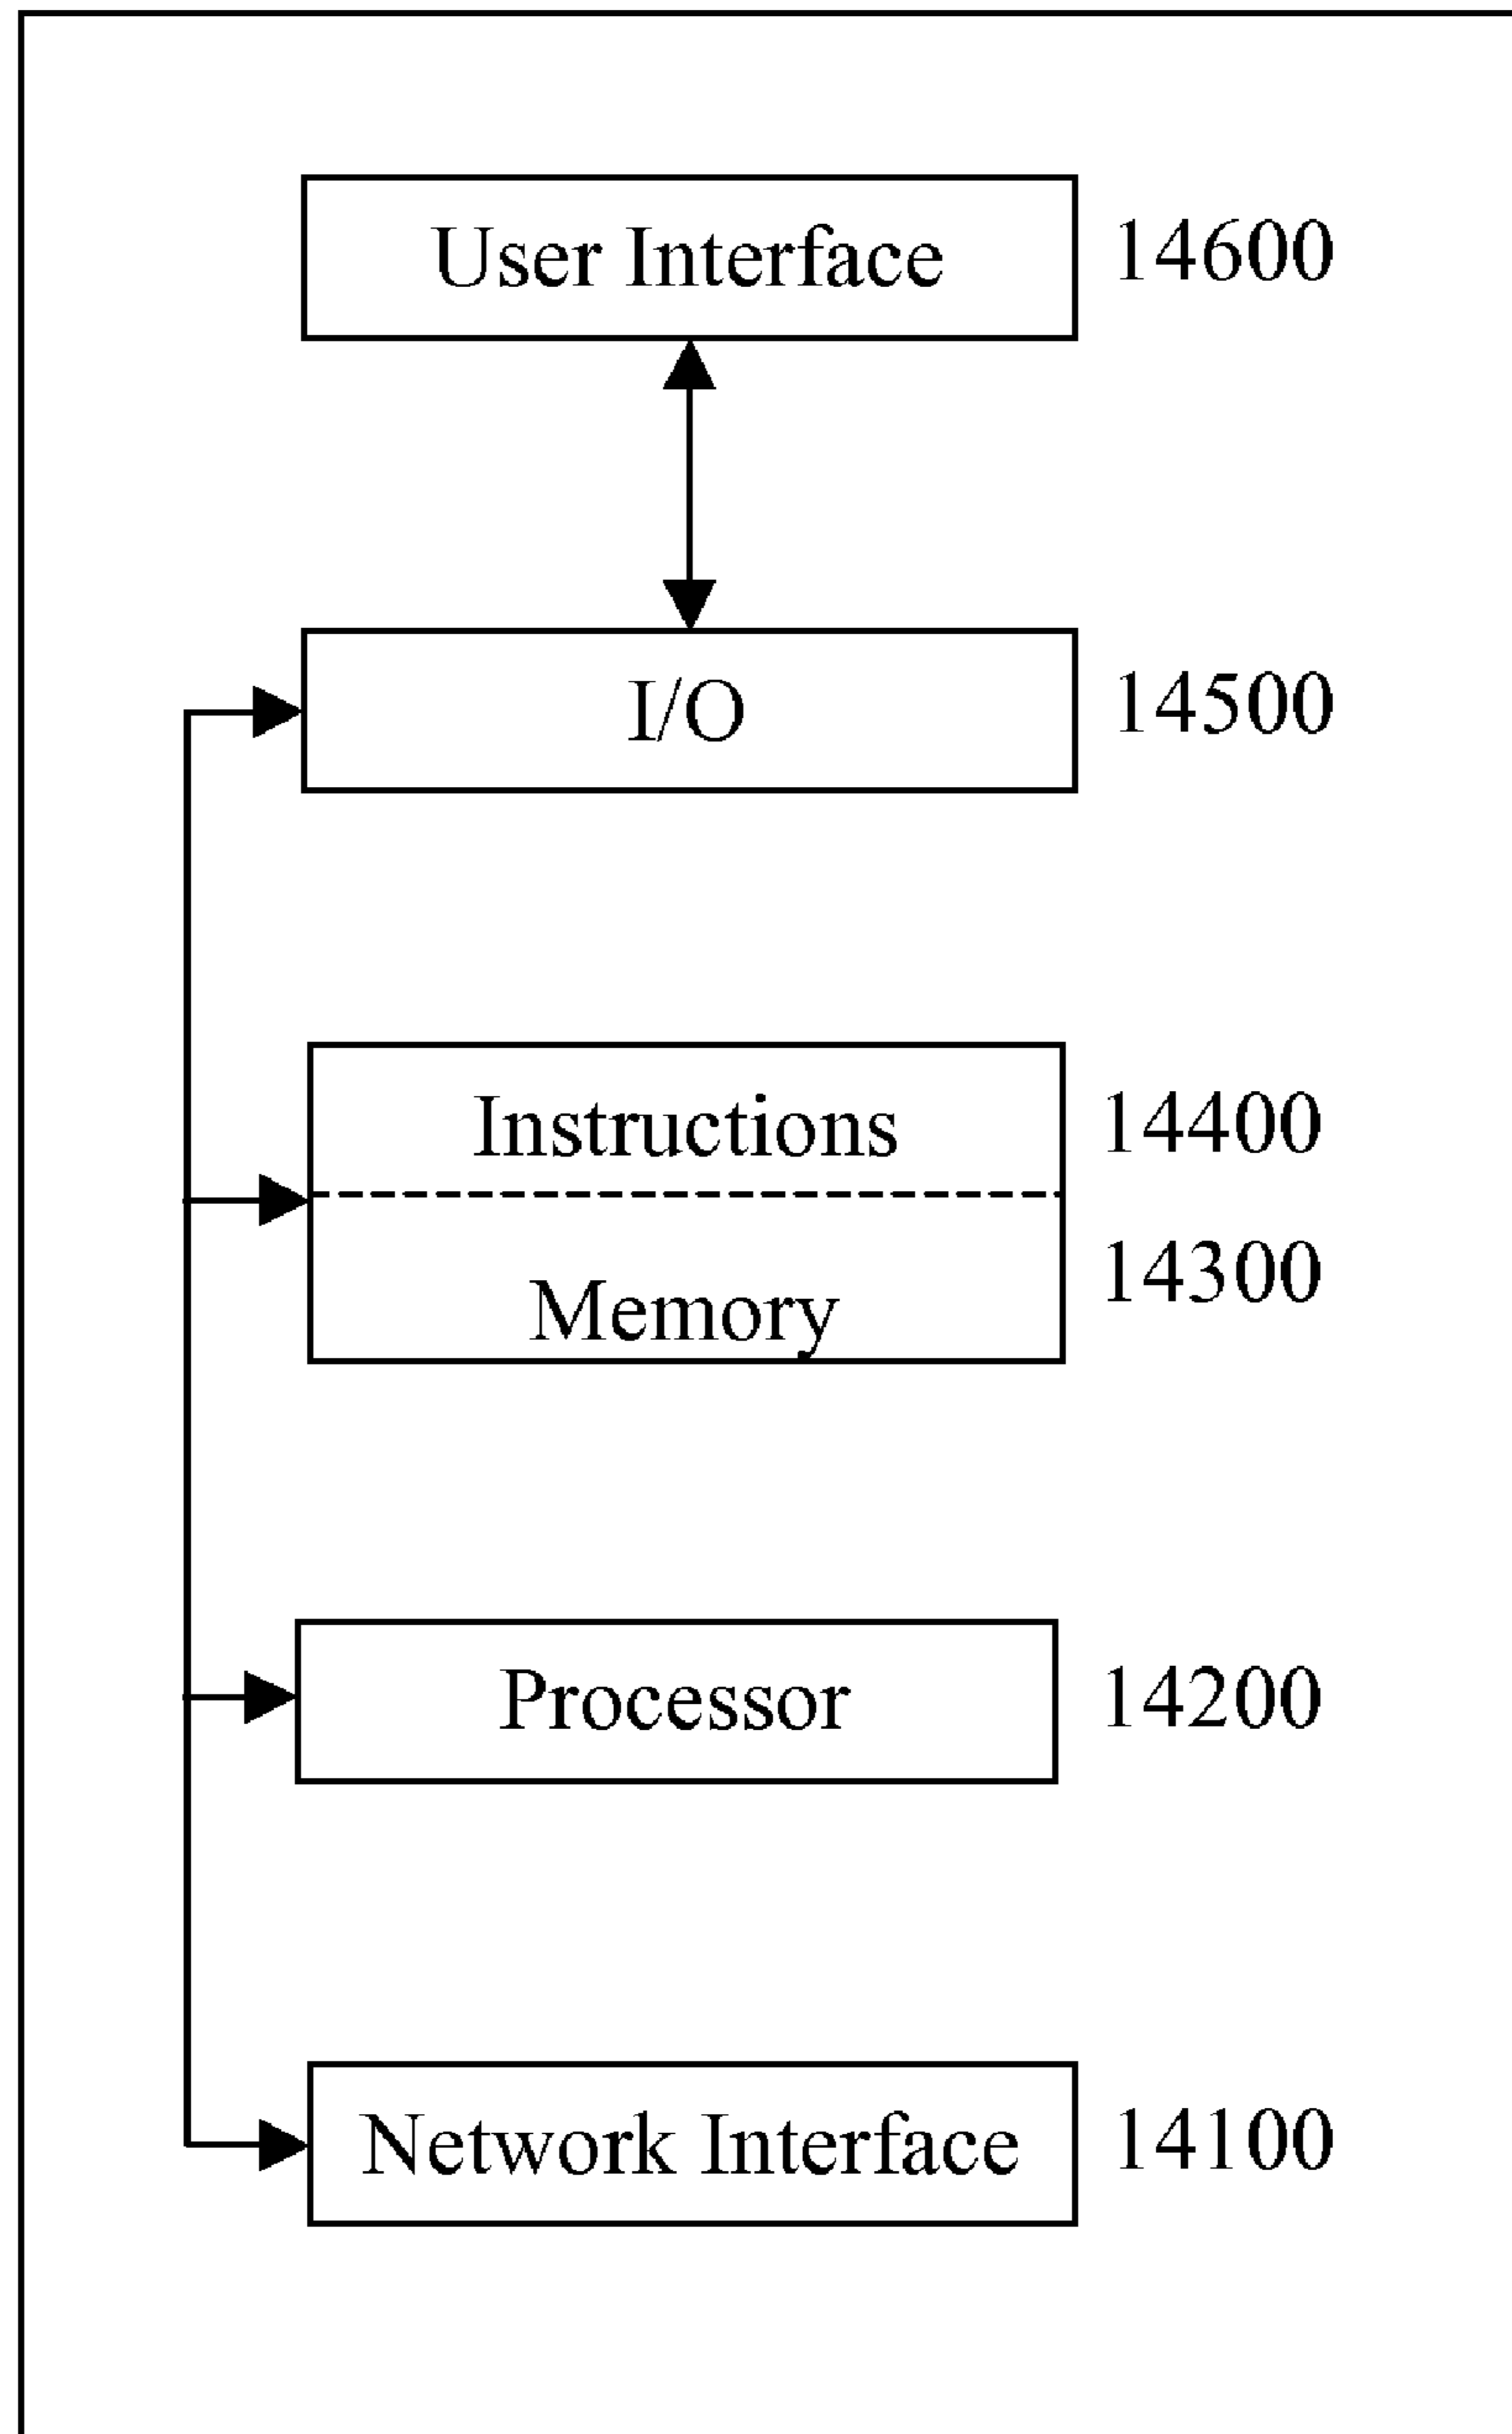 User Interface 14600
I/O 14500
Instructions 14400
Memory 14300
Processor 14200
Network Interface 14100